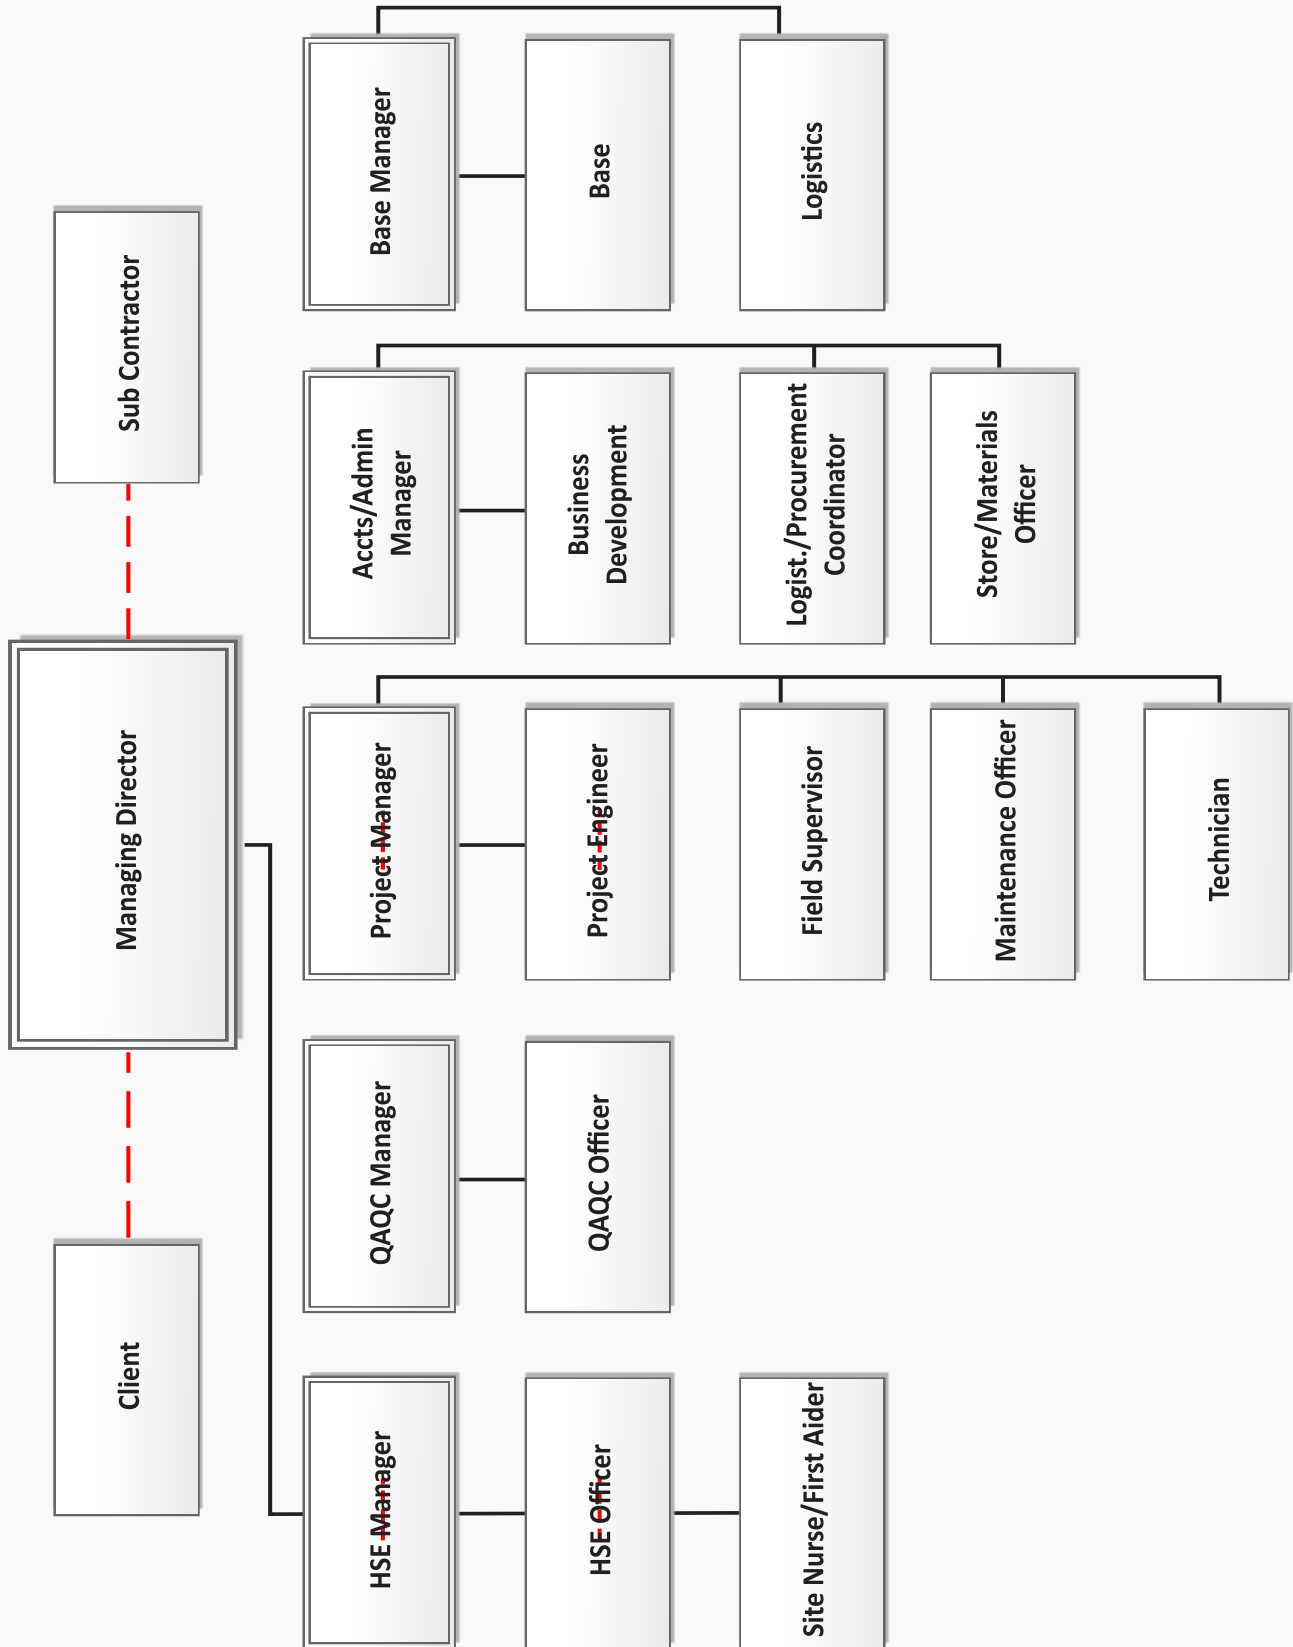 Client
Managing Director
Sub Contractor
HSE Manager
QAQC Manager
Project Manager
Accts/Admin
Manager
Base Manager
HSE Officer
QAQC Officer
Project Engineer
Business
Development
Base
Site Nurse/First Aider
Field Supervisor
Logist./Procurement
Coordinator
Logistics
Maintenance Officer
Store/Materials
Officer
Technician